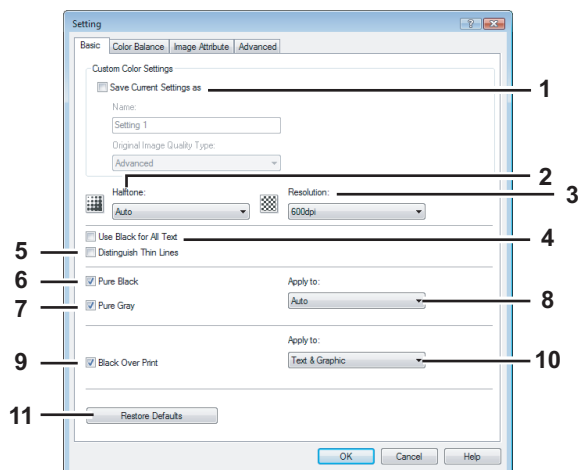 Setting
Basic Color Balance Image Attribute Advanced
Custom Color Settings
Save Current Settings as 1
Name:
Setting 1
Original Image Quality Type:
Advanced
2
Halftone: Resolution: 3
Auto 600dpi
Use Black for All Text 4
5 Distinguish Thin Lines
6 Pure Black Apply to:
Auto 8
7 Pure Gray
Apply to:
9 Black Over Print Text & Graphic 10
11 Restore Defaults
OK Cancel Help